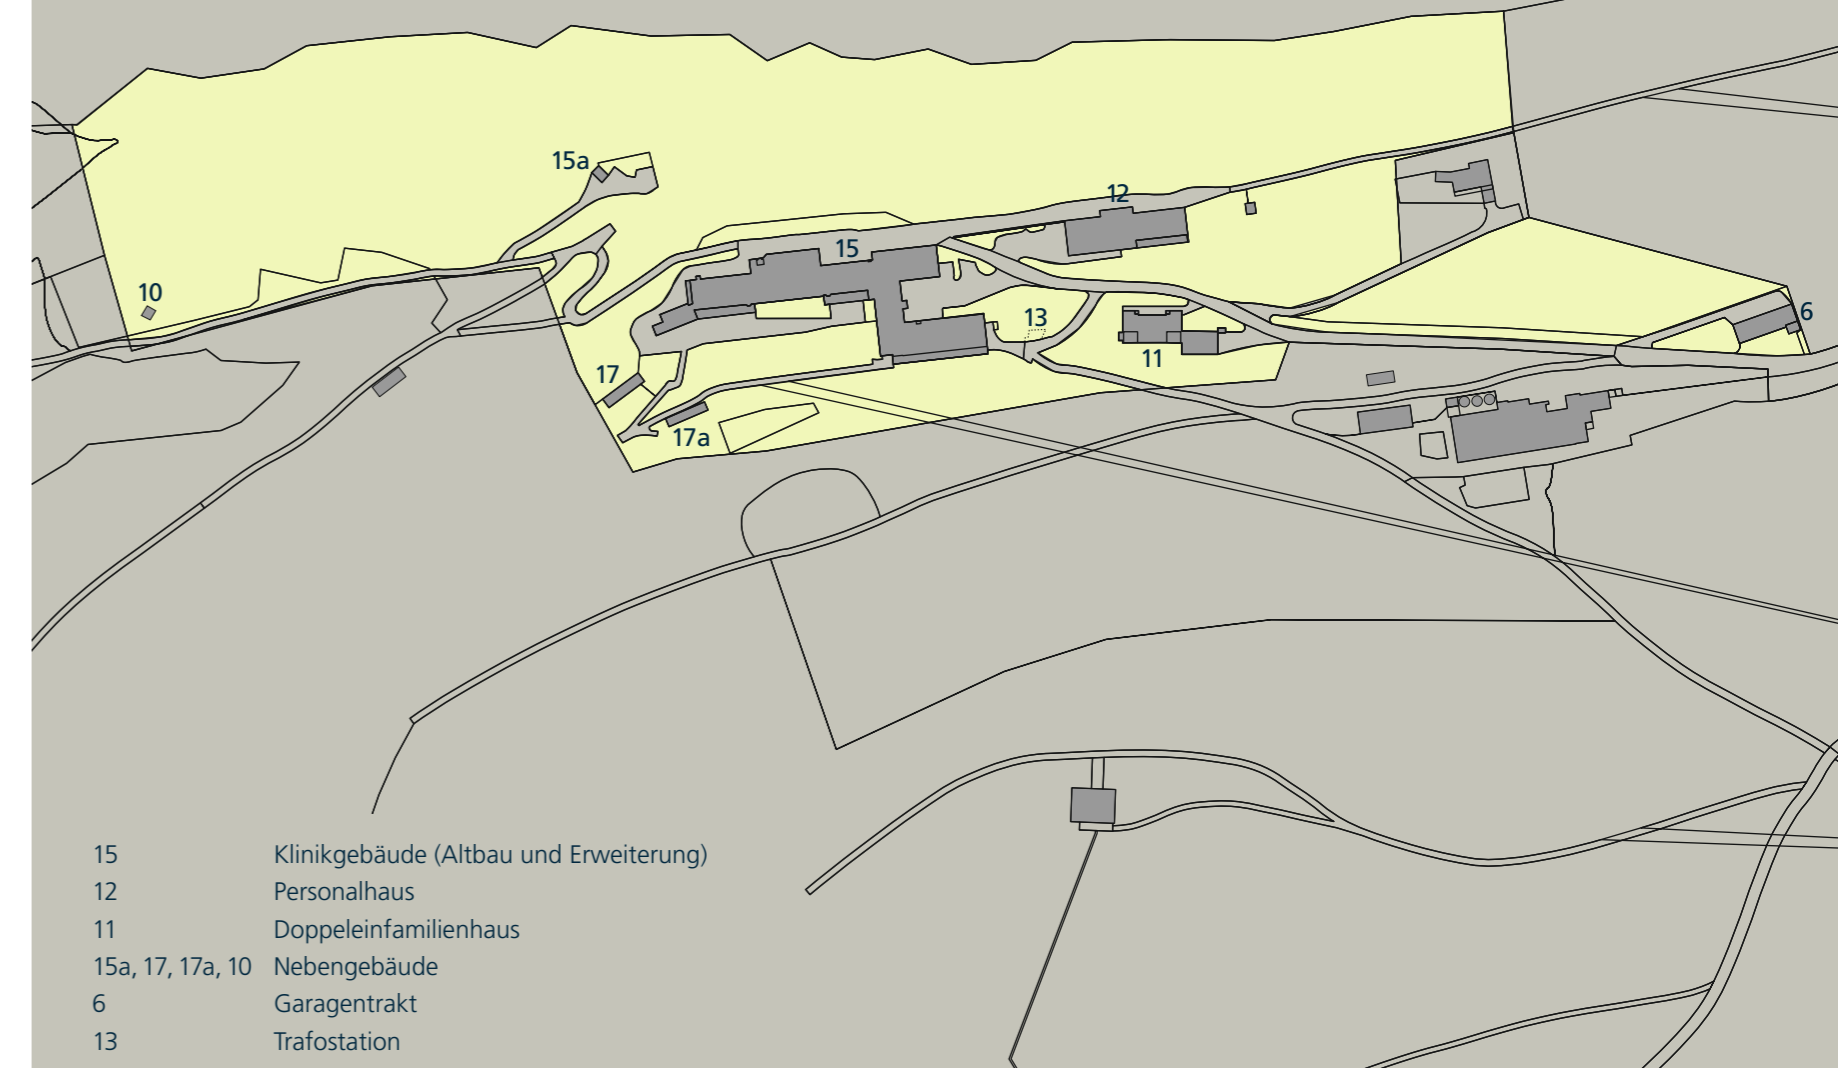 15a
12
15
10
13
6
11
17
17a
15 Klinikgebäude (Altbau und Erweiterung)
12 Personalhaus
11 Doppeleinfamilienhaus
15a, 17, 17a, 10 Nebengebäude
6 Garagentrakt
13 Trafostation